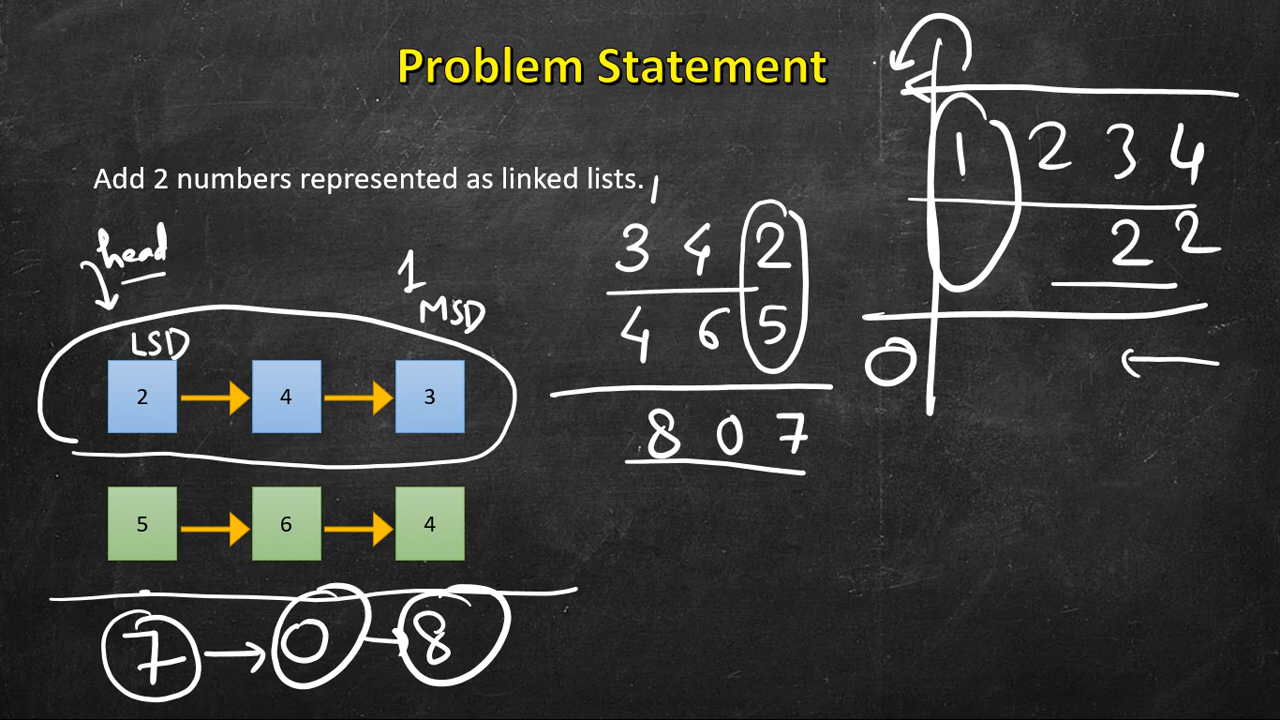 Problem Statement
Add 2 numbers represented as linked lists.
head
1
MSD
LSD
2 4 3
5 6 4
7 0 8
1
3 4 2
4 6 5
8 0 7
1 2 3 4
2 2
0